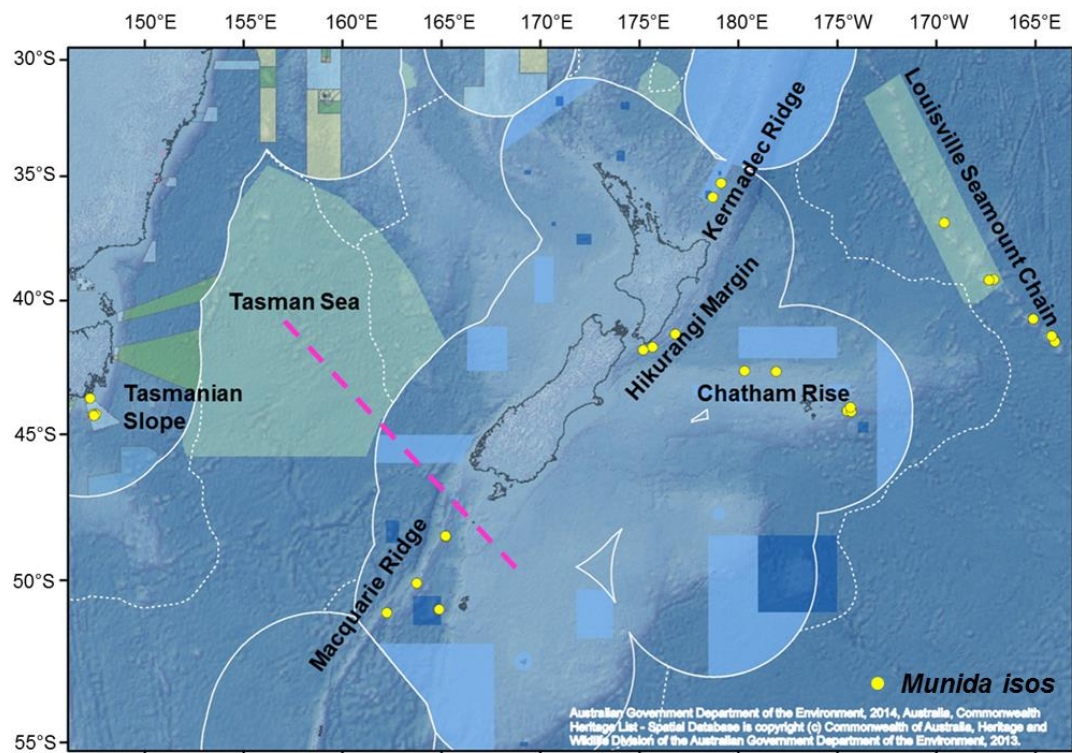 150°E 155°E 160°E 165°E 170°E 175°E 180°E 175°W 170°W 165°W
30°S
Louisville Seamount Chain
Kermadec Ridge
35°S
40°S
Tasman Sea
Hikurangi Margin
Tasmanian
Slope
Chatham Rise
45°S
Macquarie Ridge
50°S
Munida isos
Australian Government Department of the Environment, 2014, Australia, Commonwealth
Heritage List - Spatial Database is copyright (c) Commonwealth of Australia, Heritage and
Wildlife Division of the Australian Government Department of the Environment, 2013.
55°S